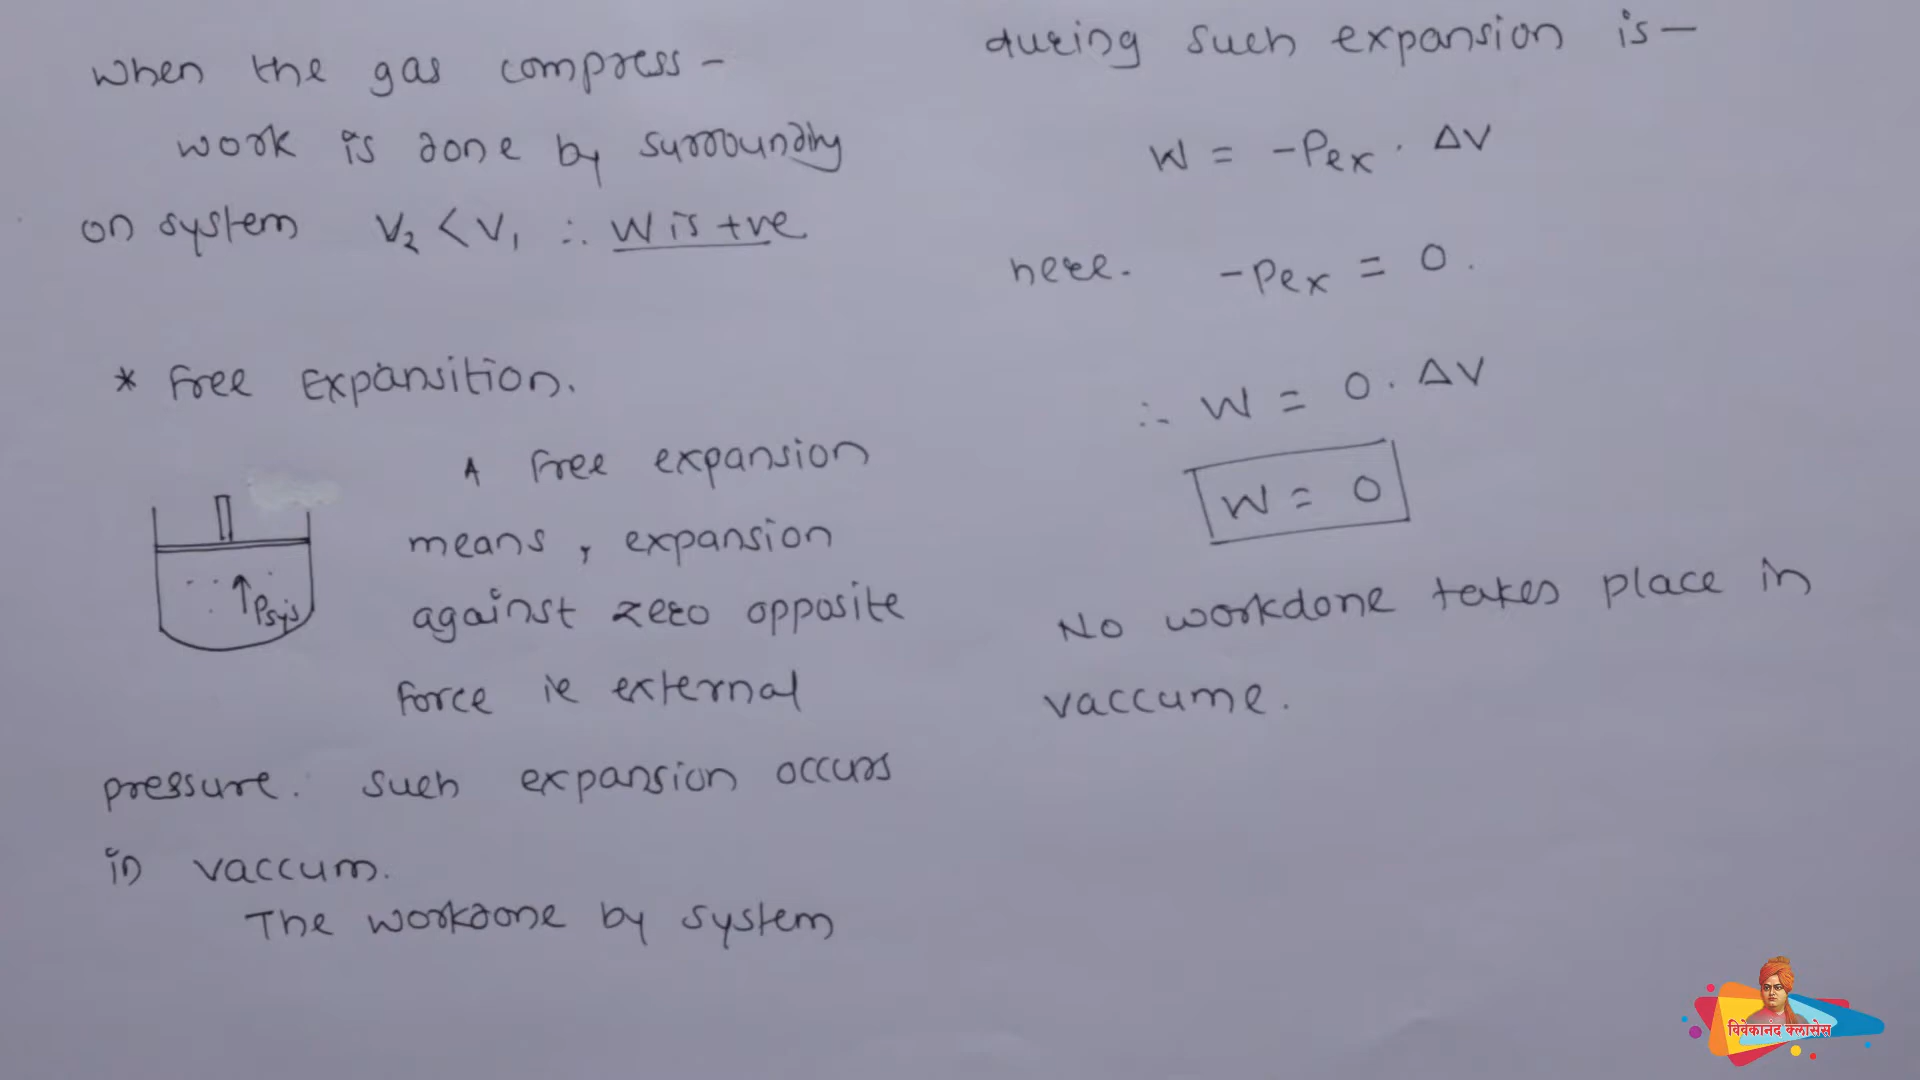 When the gas compress -
work is done by surrounding
on system V₂ < V₁ ∴ W is +ve
* Free Expansition.
A free expansion
means, expansion
against zero opposite
Psys
force ie external
pressure. Such expansion occurs
in vaccum.
The workdone by system
during such expansion is -
W = -Pex . ΔV
here. -Pex = 0.
∴ W = 0. ΔV
W = 0
No workdone takes place in
vaccume.
विवेकानंद क्लासेस